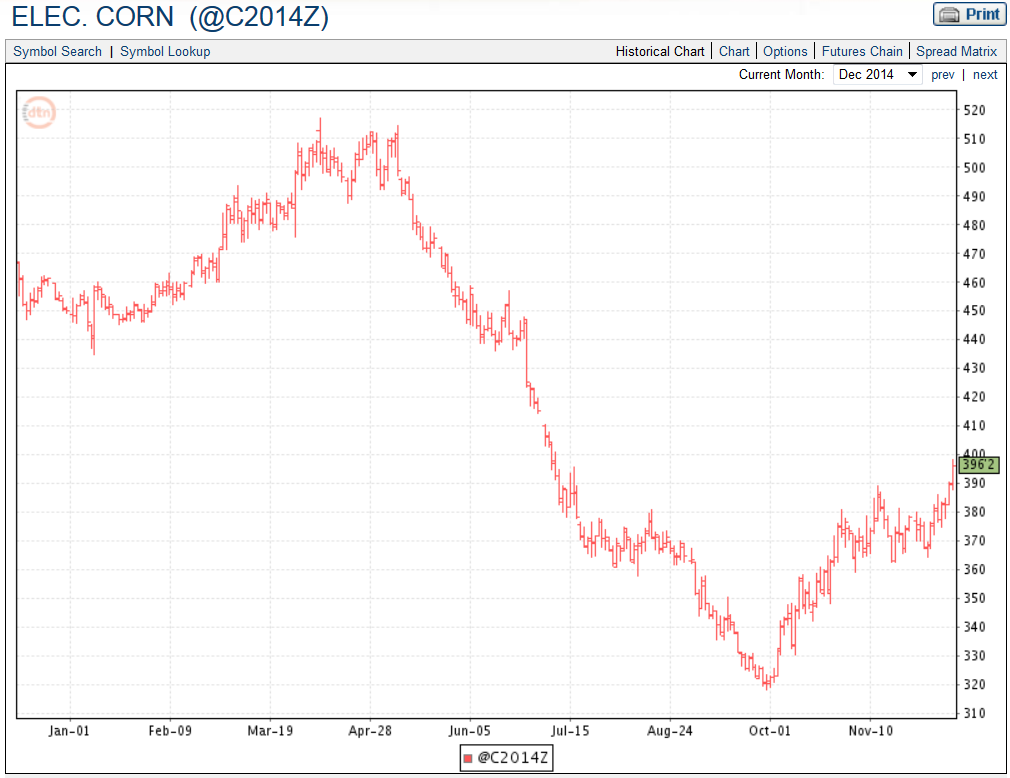 ELEC. CORN (@C2014Z)
Print
Symbol Search | Symbol Lookup
Historical Chart | Chart | Options | Futures Chain | Spread Matrix
Current Month: Dec 2014 prev | next
dtn
520
510
500
490
480
470
460
450
440
430
420
410
400
396'2
390
380
370
360
350
340
330
320
310
Jan-01 Feb-09 Mar-19 Apr-28 Jun-05 Jul-15 Aug-24 Oct-01 Nov-10
@C2014Z